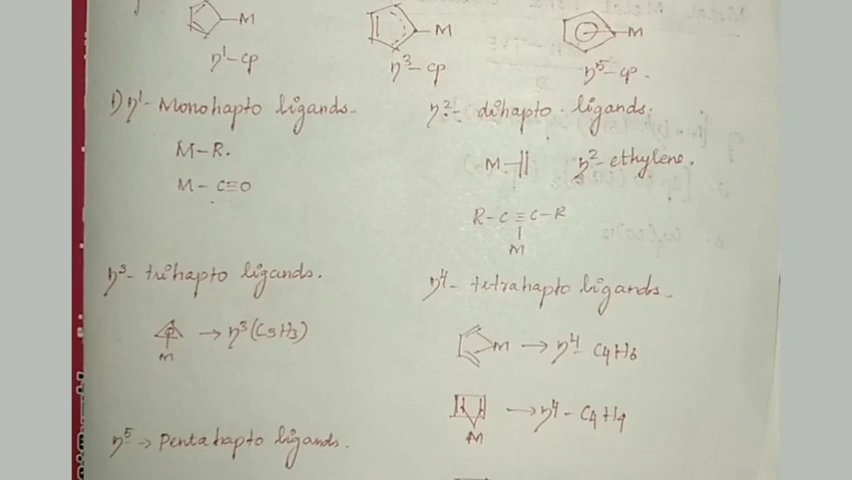 M M M
η¹-cp η³-cp η⁵-cp.
1) η¹- Monohapto ligands-
M-R.
M-C≡O
η²- dihapto ligands.
M-|| η²-ethylene.
R-C≡C-R
M
η³- trihapto ligands.
M → η³(C3H3)
η⁴- tetrahapto ligands-
M → η⁴- C4H6
M → η⁴- C4H4
η⁵ → Pentahapto ligands.